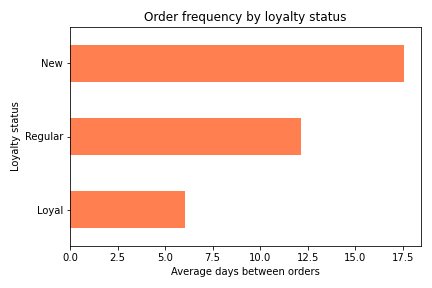 Order frequency by loyalty status
New
Regular
Loyal
Loyalty status
0.0 2.5 5.0 7.5 10.0 12.5 15.0 17.5
Average days between orders